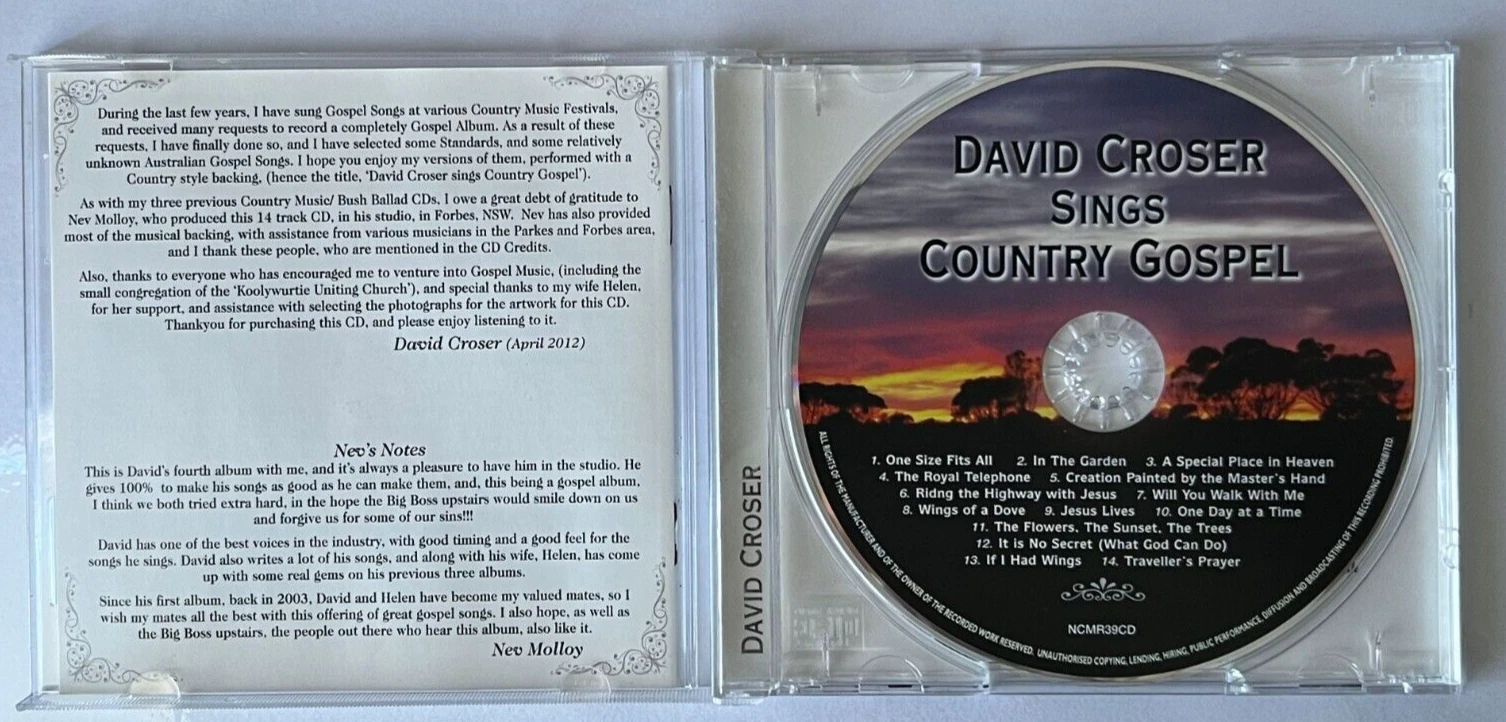 During the last few years, I have sung Gospel Songs at various Country Music Festivals,
and received many requests to record a completely Gospel Album. As a result of these
requests, I have finally done so, and I have selected some Standards, and some relatively
unknown Australian Gospel Songs. I hope you enjoy my versions of them, performed with a
Country style backing, (hence the title, 'David Croser sings Country Gospel').
As with my three previous Country Music/ Bush Ballad CDs, I owe a great debt of gratitude to
Nev Molloy, who produced this 14 track CD, in his studio, in Forbes, NSW. Nev has also provided
most of the musical backing, with assistance from various musicians in the Parkes and Forbes area,
and I thank these people, who are mentioned in the CD Credits.
Also, thanks to everyone who has encouraged me to venture into Gospel Music, (including the
small congregation of the 'Koolywurtie Uniting Church'), and special thanks to my wife Helen,
for her support, and assistance with selecting the photographs for the artwork for this CD.
Thankyou for purchasing this CD, and please enjoy listening to it.
David Croser (April 2012)
Nev's Notes
This is David's fourth album with me, and it's always a pleasure to have him in the studio. He
gives 100% to make his songs as good as he can make them, and, this being a gospel album,
I think we both tried extra hard, in the hope the Big Boss upstairs would smile down on us
and forgive us for some of our sins!!!
David has one of the best voices in the industry, with good timing and a good feel for the
songs he sings. David also writes a lot of his songs, and along with his wife, Helen, has come
up with some real gems on his previous three albums.
Since his first album, back in 2003, David and Helen have become my valued mates, so I
wish my mates all the best with this offering of great gospel songs. I also hope, as well as
the Big Boss upstairs, the people out there who hear this album, also like it.
Nev Molloy
DAVID CROSER
DAVID CROSER
SINGS
COUNTRY GOSPEL
1. One Size Fits All 2. In The Garden 3. A Special Place in Heaven
4. The Royal Telephone 5. Creation Painted by the Master's Hand
6. Ridng the Highway with Jesus 7. Will You Walk With Me
8. Wings of a Dove 9. Jesus Lives 10. One Day at a Time
11. The Flowers, The Sunset, The Trees
12. It is No Secret (What God Can Do)
13. If I Had Wings 14. Traveller's Prayer
NCMR39CD
ALL RIGHTS OF THE MANUFACTURER AND OF THE OWNER OF THE RECORDED WORK RESERVED. UNAUTHORISED COPYING, LENDING, HIRING, PUBLIC PERFORMANCE, DIFFUSION AND BROADCASTING OF THIS RECORDING PROHIBITED.